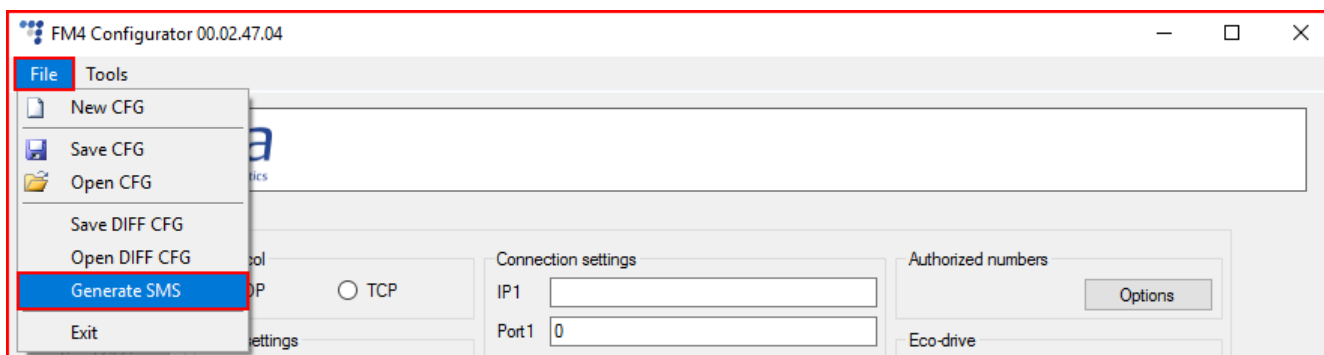 FM4 Configurator 00.02.47.04
File Tools
New CFG
Save CFG
Open CFG
Save DIFF CFG
Open DIFF CFG
Generate SMS
Exit
TCP
Connection settings
IP1
Port1 0
Authorized numbers
Options
Eco-drive